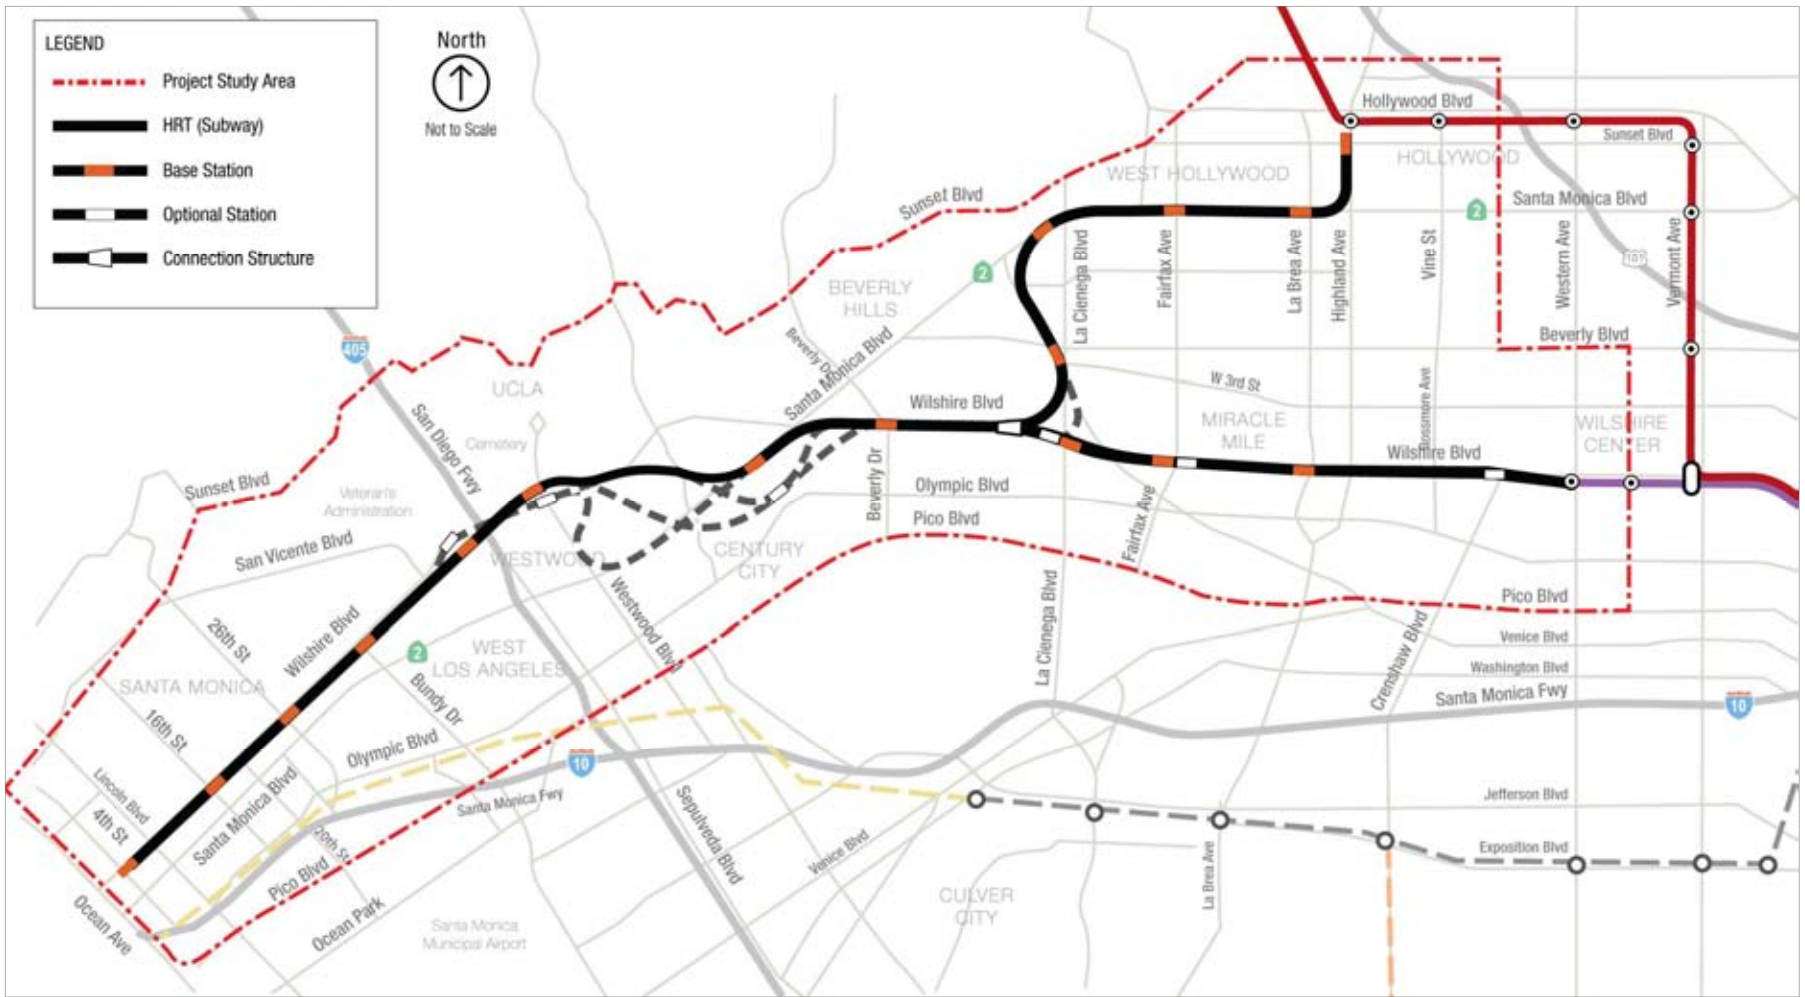 LEGEND
Project Study Area
HRT (Subway)
Base Station
Optional Station
Connection Structure
North
Not to Scale
Hollywood Blvd
Sunset Blvd
HOLLYWOOD
WEST HOLLYWOOD
Sunset Blvd
2
Santa Monica Blvd
La Cienega Blvd
Fairfax Ave
La Brea Ave
Highland Ave
Vine St
Western Ave
Vermont Ave
101
2
BEVERLY
HILLS
Beverly Dr
Santa Monica Blvd
Beverly Blvd
405
UCLA
W 3rd St
Wilshire Blvd
MIRACLE
MILE
WILSHIRE
CENTER
San Diego Fwy
Cemetery
Wilshire Blvd
Sunset Blvd
Veteran's
Administration
Beverly Dr
Olympic Blvd
Pico Blvd
Fairfax Ave
San Vicente Blvd
WESTWOOD
CENTURY
CITY
Westwood Blvd
La Cienega Blvd
Pico Blvd
Venice Blvd
Washington Blvd
Crenshaw Blvd
Santa Monica Fwy
10
26th St
Wilshire Blvd
2
WEST
LOS ANGELES
SANTA MONICA
Bundy Dr
16th St
Olympic Blvd
10
Lincoln Blvd
4th St
Santa Monica Blvd
Santa Monica Fwy
Sepulveda Blvd
Jefferson Blvd
20th St
Pico Blvd
Venice Blvd
Exposition Blvd
La Brea Ave
CULVER
CITY
Ocean Ave
Ocean Park
Santa Monica
Municipal Airport